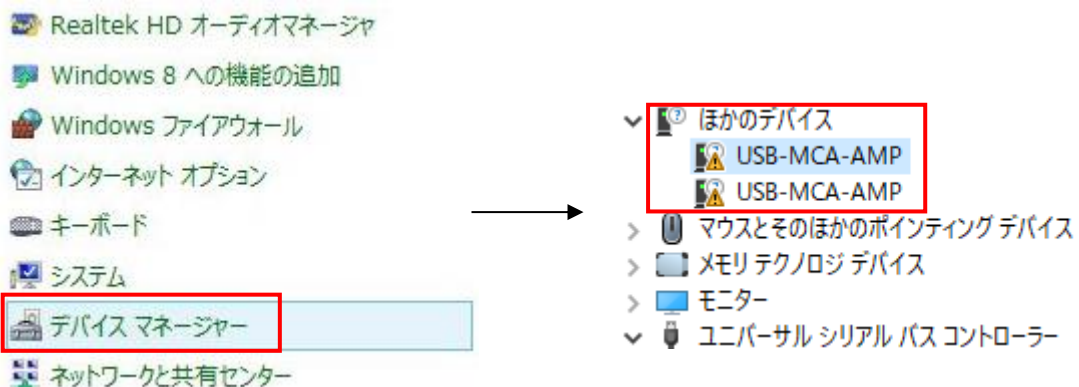 Realtek HD オーディオマネージャ
Windows 8 への機能の追加
Windows ファイアウォール
インターネット オプション
キーボード
システム
デバイス マネージャー
ネットワークと共有センター
ほかのデバイス
USB-MCA-AMP
USB-MCA-AMP
マウスとそのほかのポインティング デバイス
メモリ テクノロジ デバイス
モニター
ユニバーサル シリアル バス コントローラー